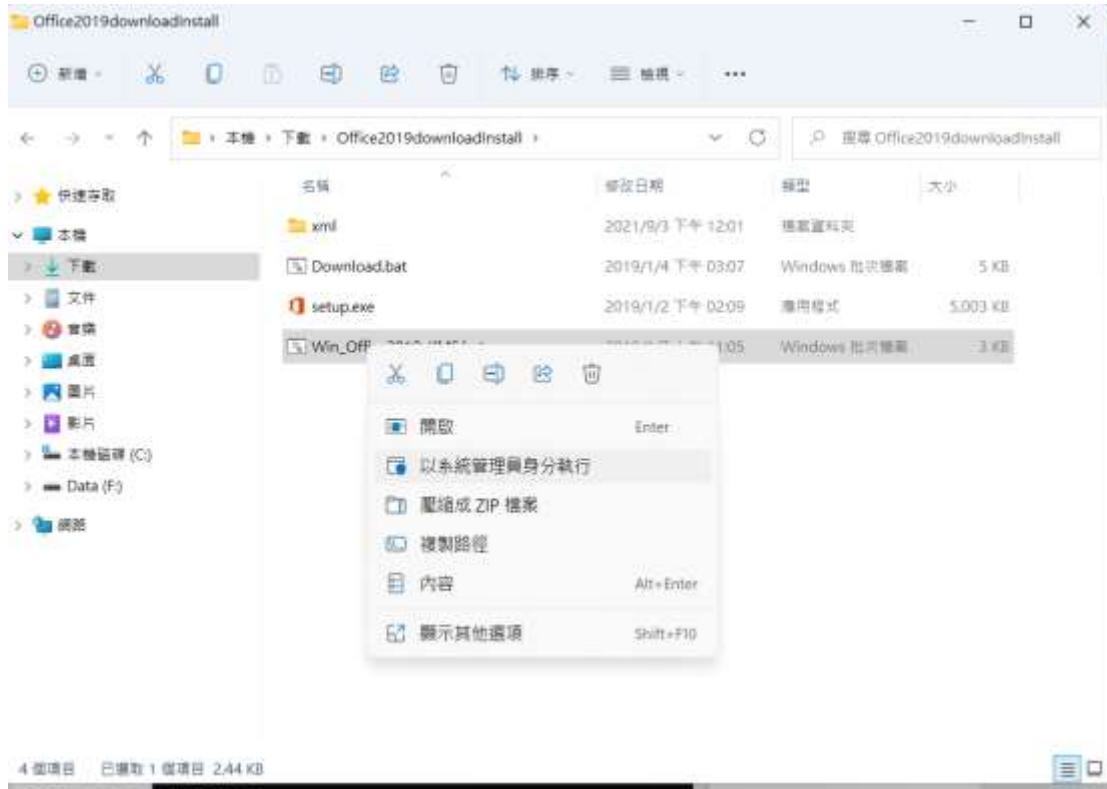 Office2019downloadInstall
新增
排序
檢視
本機 › 下載 › Office2019downloadInstall ›
搜尋 Office2019downloadInstall
名稱 修改日期 類型 大小
快速存取
本機
下載
文件
音樂
桌面
圖片
影片
本機磁碟 (C:)
Data (F:)
網路
xml 2021/9/3 下午 12:01 檔案資料夾
Download.bat 2019/1/4 下午 03:07 Windows 批次檔案 5 KB
setup.exe 2019/1/2 下午 02:09 應用程式 5,003 KB
Win_Off 1:05 Windows 批次檔案 3 KB
開啟 Enter
以系統管理員身分執行
壓縮成 ZIP 檔案
複製路徑
內容 Alt+Enter
顯示其他選項 Shift+F10
4 個項目 已選取 1 個項目 2.44 KB